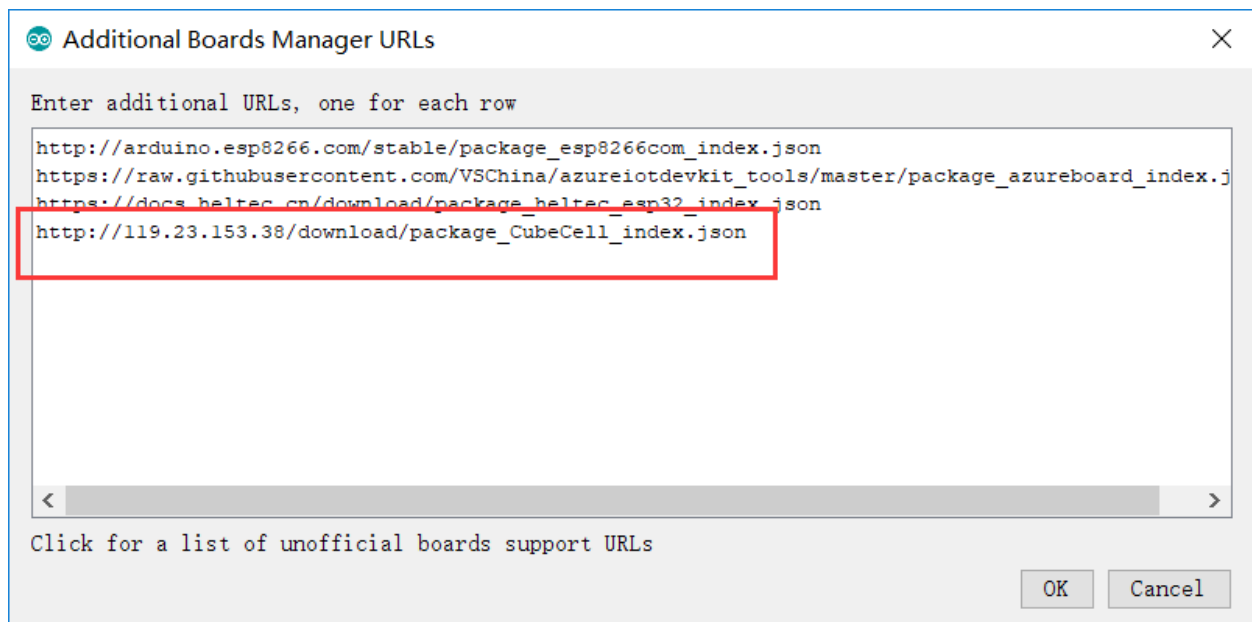 Additional Boards Manager URLs
Enter additional URLs, one for each row
http://arduino.esp8266.com/stable/package_esp8266com_index.json
https://raw.githubusercontent.com/VSChina/azureiotdevkit_tools/master/package_azureboard_index.j
https://docs.heltec.cn/download/package_heltec_esp32_index.json
http://119.23.153.38/download/package_CubeCell_index.json
Click for a list of unofficial boards support URLs
OK Cancel